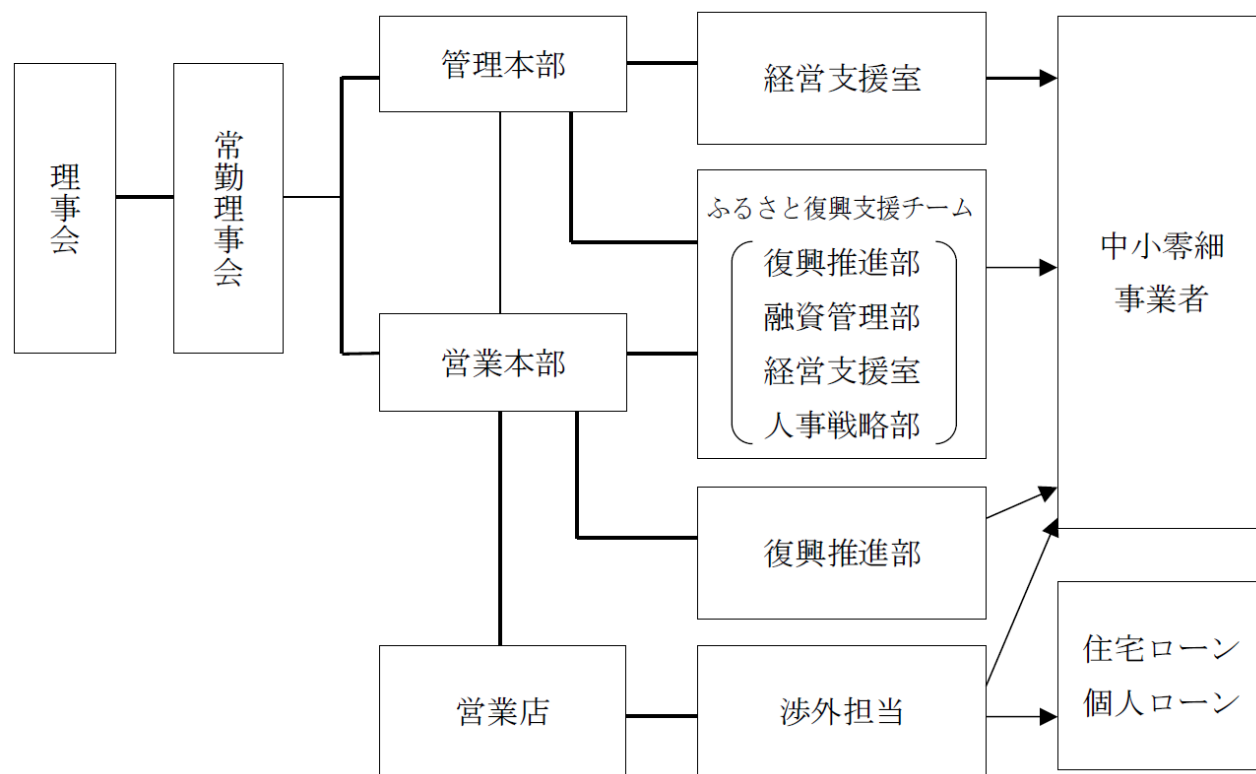 理事会
常勤理事会
管理本部
営業本部
営業店
経営支援室
ふるさと復興支援チーム
復興推進部
融資管理部
経営支援室
人事戦略部
復興推進部
渉外担当
中小零細
事業者
住宅ローン
個人ローン